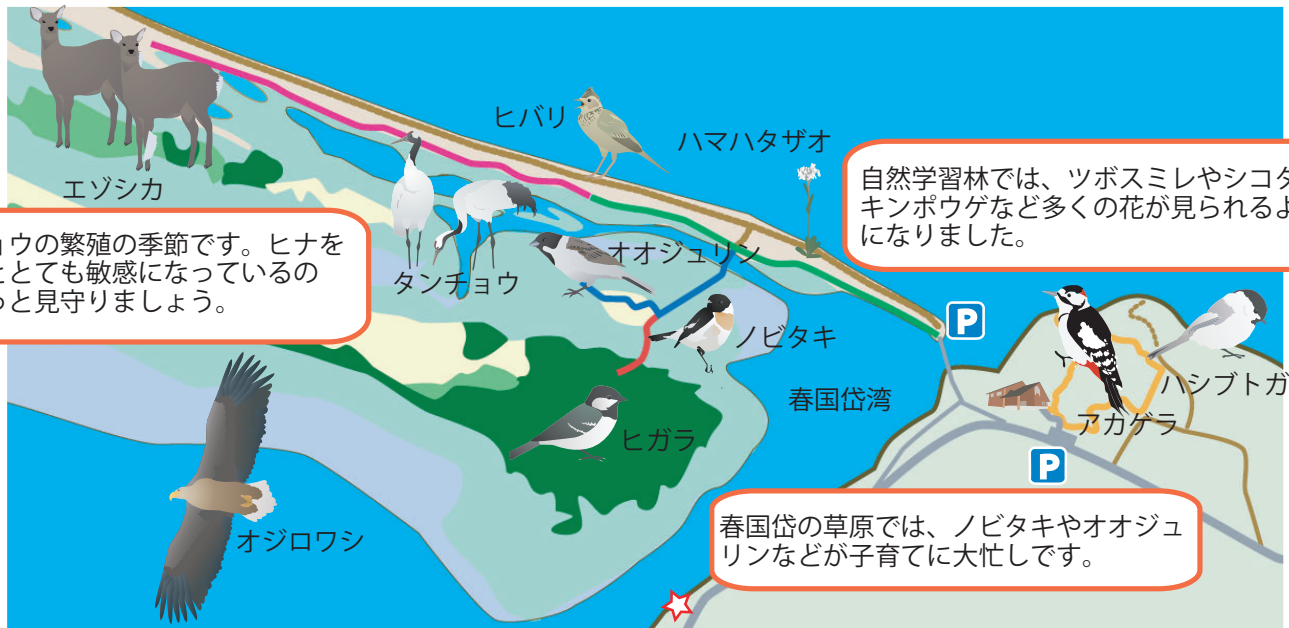 ヒバリ
ハマハタザオ
自然学習林では、ツボスミレやシコタ
キンポウゲなど多くの花が見られるよ
になりました。
エゾシカ
ョウの繁殖の季節です。ヒナを
ととても敏感になっているの
っと見守りましょう。
オオジュリン
タンチョウ
P
ノビタキ
ハシブトガ
春国岱湾
アカゲラ
ヒガラ
P
オジロワシ
春国岱の草原では、ノビタキやオオジュ
リンなどが子育てに大忙しです。